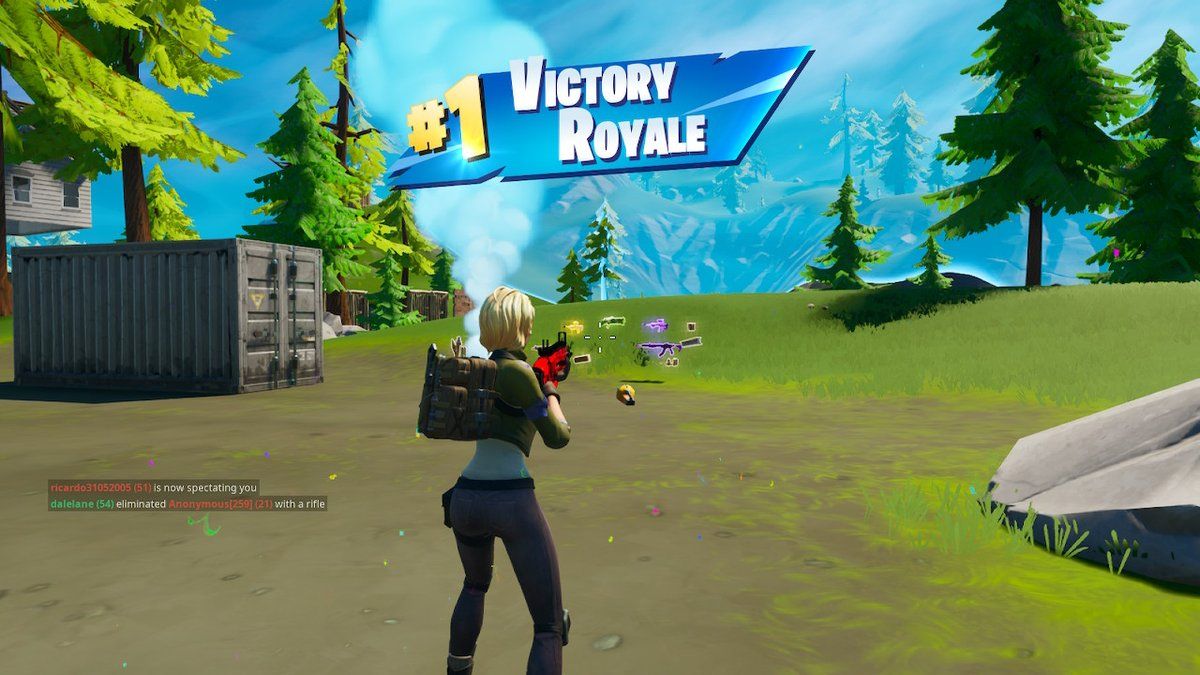 #1 VICTORY
ROYALE
ricardo31052005 (51) is now spectating you
dalelane (54) eliminated Anonymous[259] (21) with a rifle